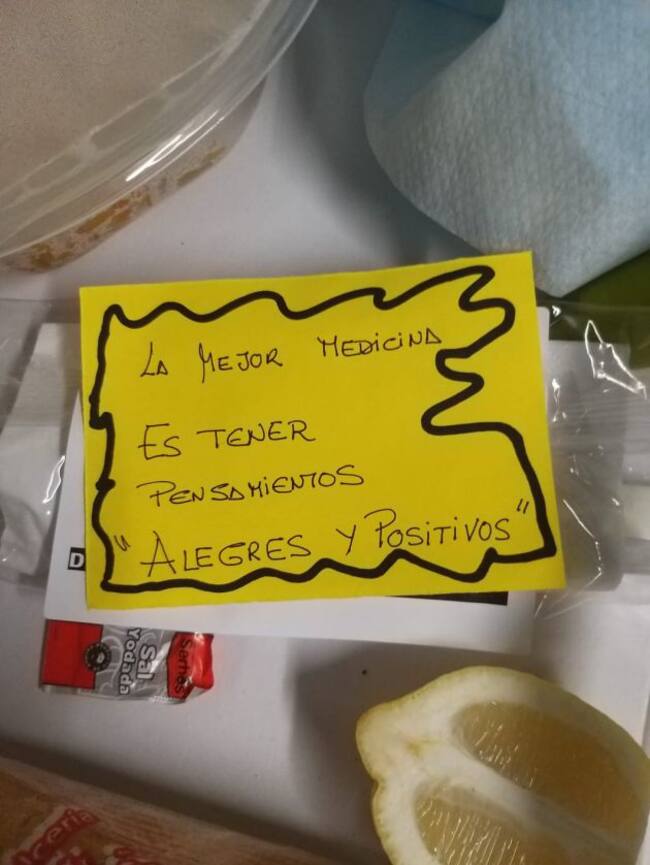 La Mejor Medicina
Es tener
pensamientos
"Alegres y Positivos"
D
Sal
Yodada